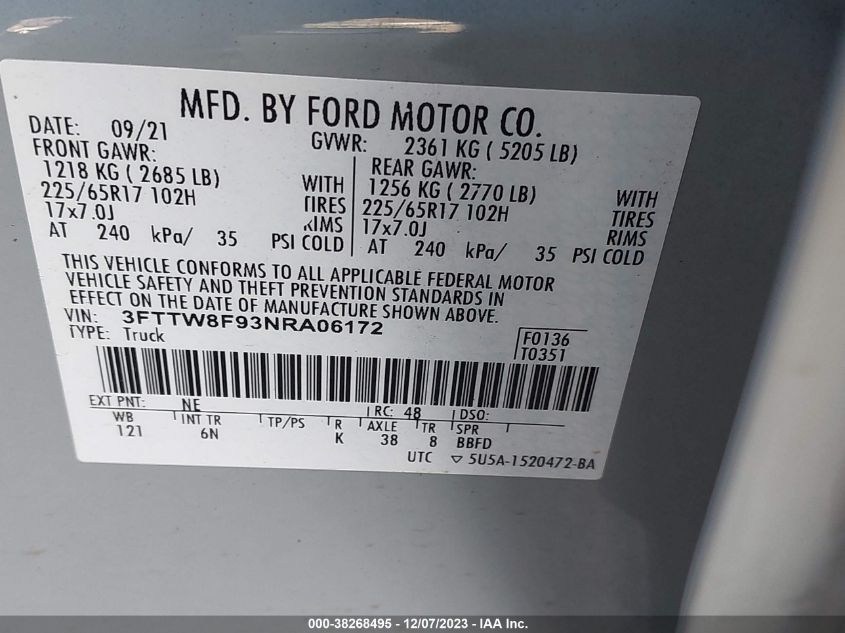 MFD. BY FORD MOTOR CO.
DATE: 09/21 GVWR: 2361 KG ( 5205 LB)
FRONT GAWR: REAR GAWR:
1218 KG ( 2685 LB) WITH 1256 KG ( 2770 LB) WITH
225/65R17 102H TIRES 225/65R17 102H TIRES
17x7.0J RIMS 17x7.0J RIMS
AT 240 kPa/ 35 PSI COLD AT 240 kPa/ 35 PSI COLD
THIS VEHICLE CONFORMS TO ALL APPLICABLE FEDERAL MOTOR
VEHICLE SAFETY AND THEFT PREVENTION STANDARDS IN
EFFECT ON THE DATE OF MANUFACTURE SHOWN ABOVE.
VIN: 3FTTW8F93NRA06172
TYPE: Truck
F0136
T0351
EXT PNT: NE RC: 48 DSO:
WB INT TR TP/PS R AXLE TR SPR
121 6N K 38 8 BBFD
UTC ▽ 5U5A-1520472-BA
000-38268495 - 12/07/2023 - IAA Inc.